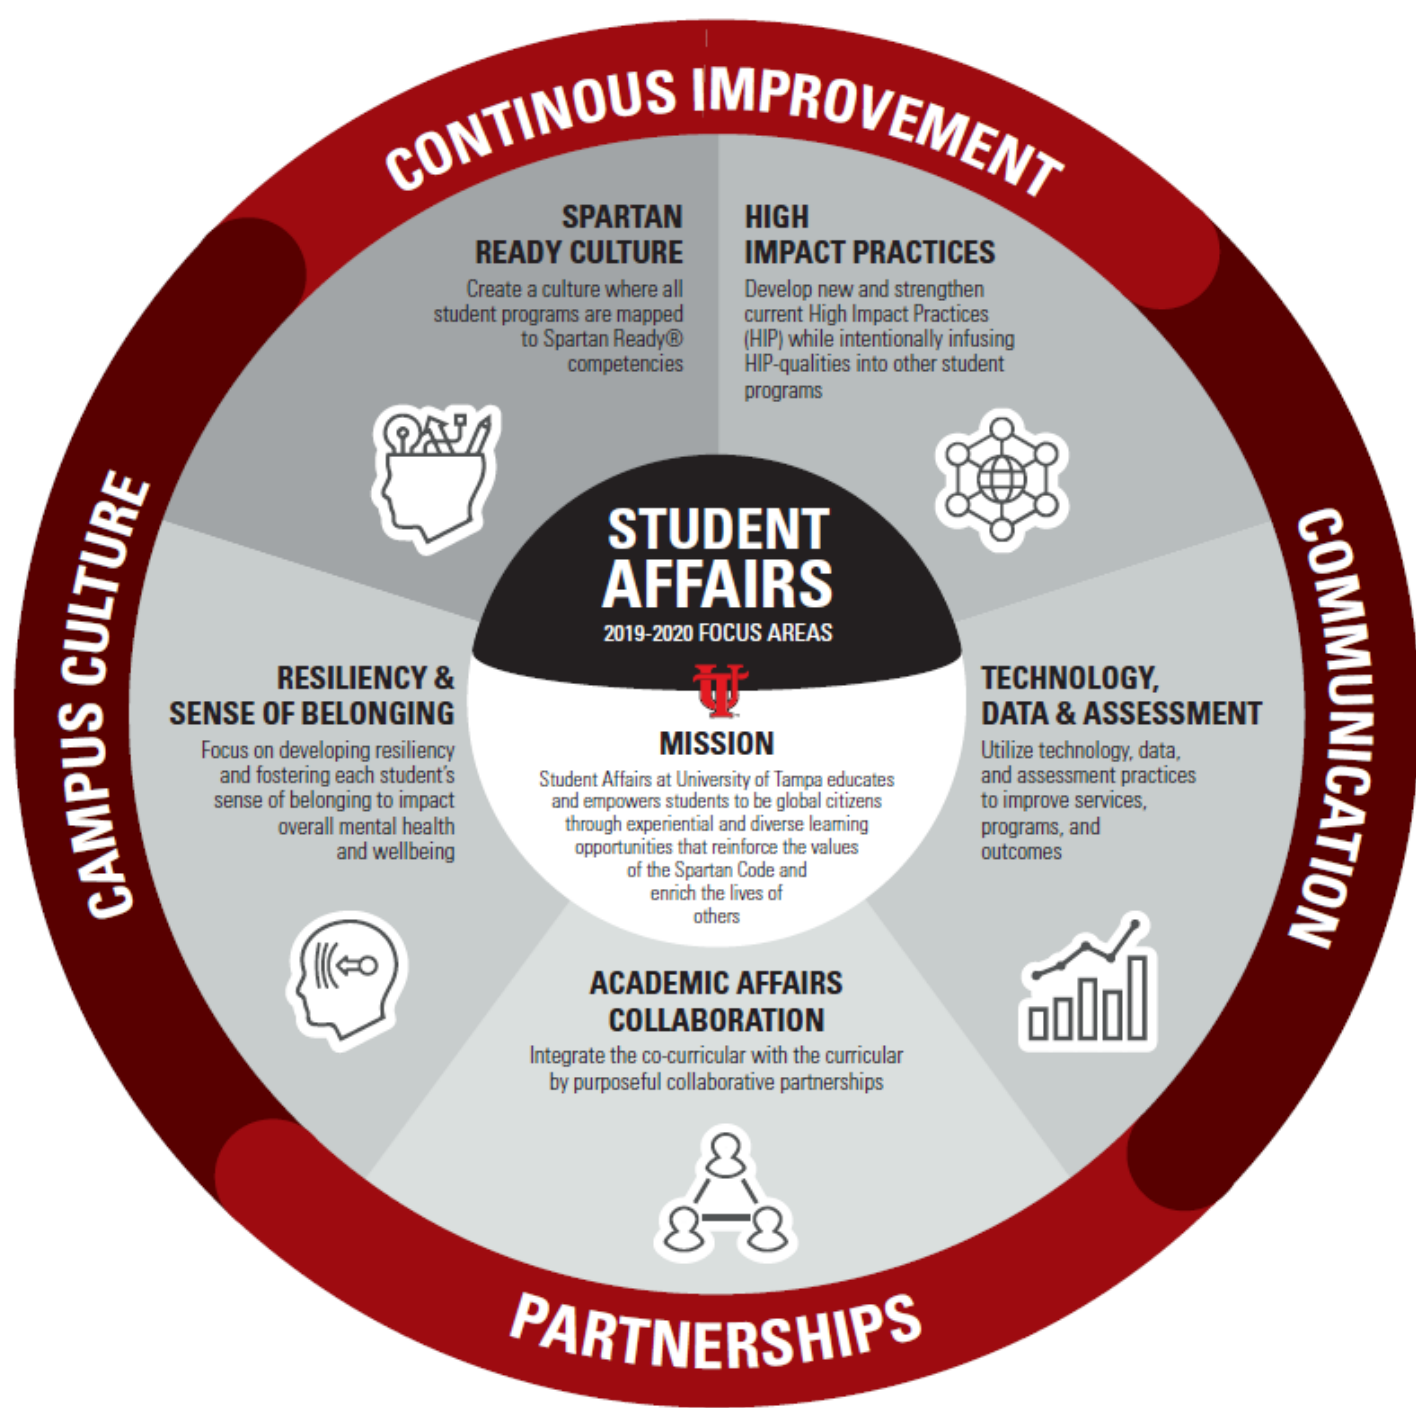 CONTINOUS IMPROVEMENT
SPARTAN
READY CULTURE
Create a culture where all
student programs are mapped
to Spartan Ready®
competencies
HIGH
IMPACT PRACTICES
Develop new and strengthen
current High Impact Practices
(HIP) while intentionally infusing
HIP-qualities into other student
programs
CAMPUS CULTURE
COMMUNICATION
STUDENT
AFFAIRS
2019-2020 FOCUS AREAS
UT
MISSION
Student Affairs at University of Tampa educates
and empowers students to be global citizens
through experiential and diverse learning
opportunities that reinforce the values
of the Spartan Code and
enrich the lives of
others
RESILIENCY &
SENSE OF BELONGING
Focus on developing resiliency
and fostering each student's
sense of belonging to impact
overall mental health
and wellbeing
TECHNOLOGY,
DATA & ASSESSMENT
Utilize technology, data,
and assessment practices
to improve services,
programs, and
outcomes
ACADEMIC AFFAIRS
COLLABORATION
Integrate the co-curricular with the curricular
by purposeful collaborative partnerships
PARTNERSHIPS